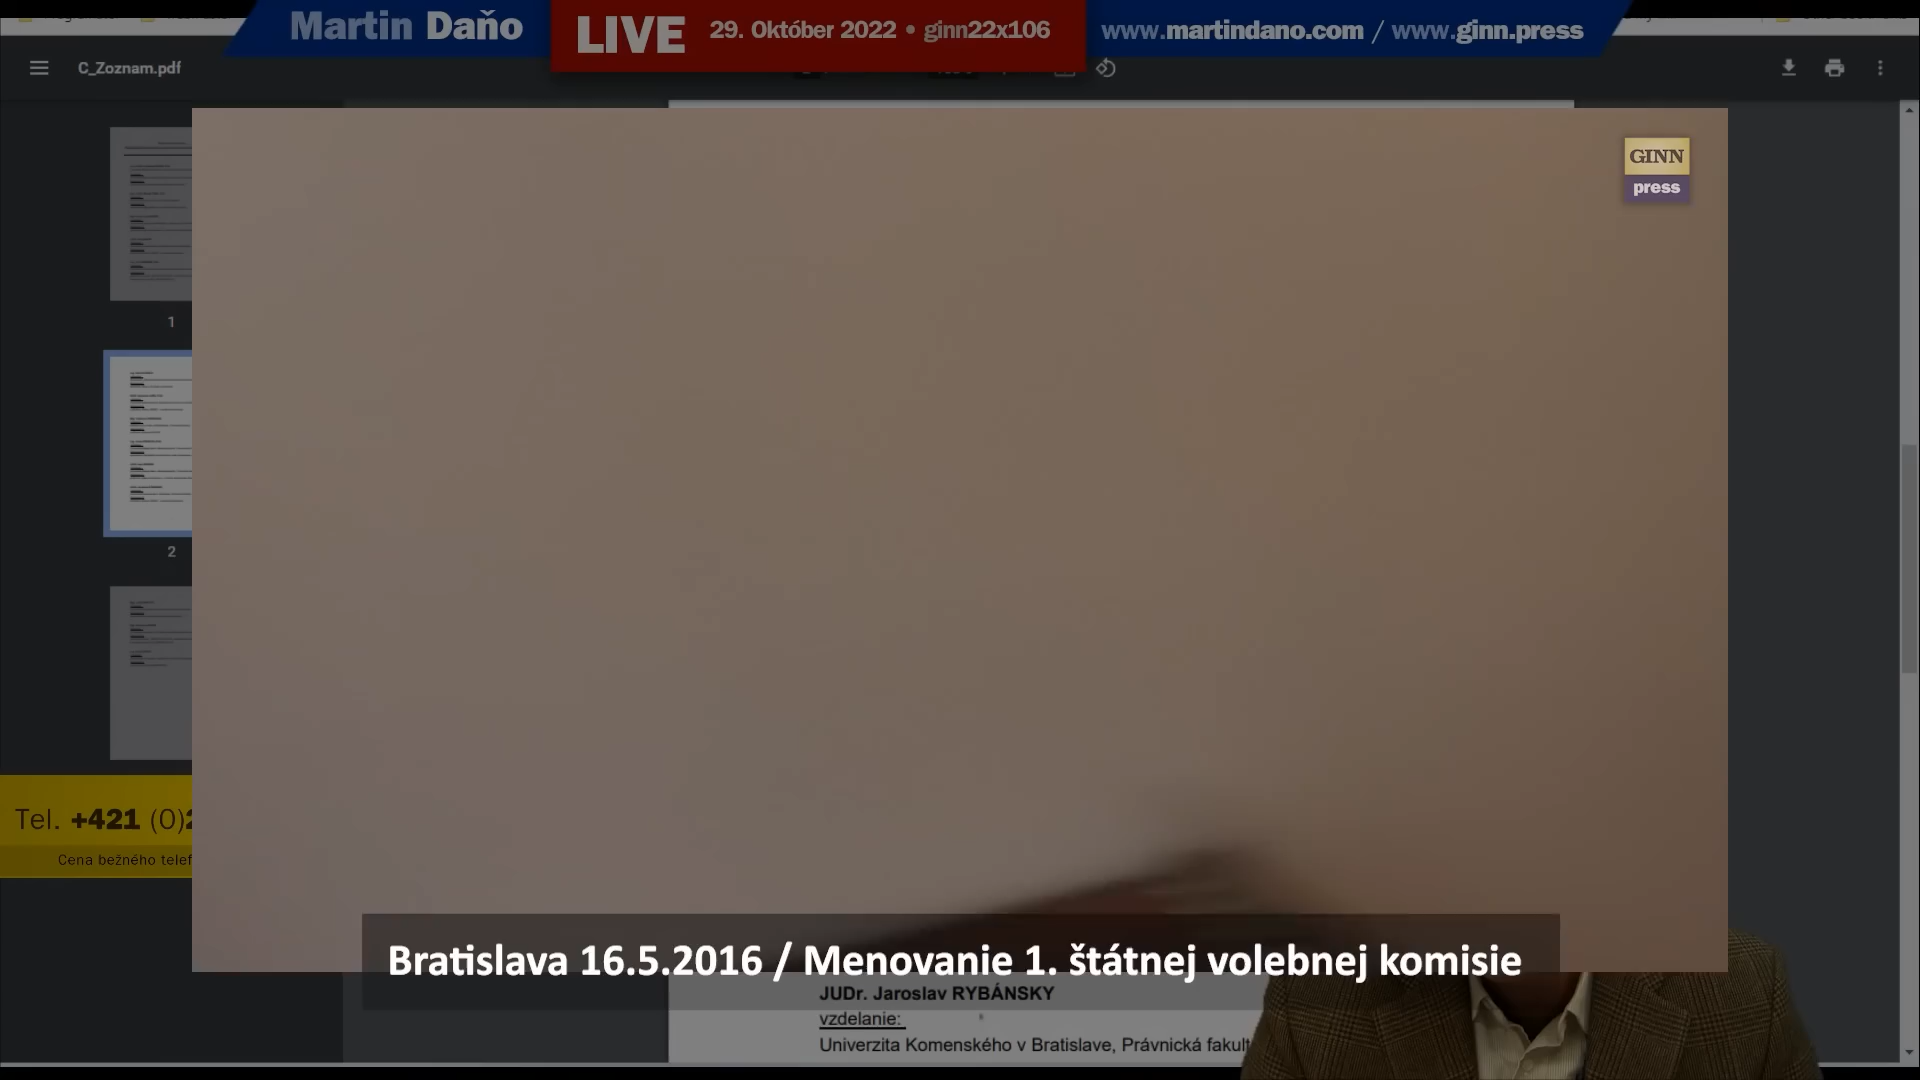 Martin Daňo
LIVE
29. Október 2022 • ginn22x106
www.martindano.com / www.ginn.press
C_Zoznam.pdf
GINN
press
1
2
Tel. +421 (0)2
Cena bežného telef
Bratislava 16.5.2016 / Menovanie 1. štátnej volebnej komisie
JUDr. Jaroslav RYBÁNSKY
vzdelanie:
Univerzita Komenského v Bratislave, Právnická fakult